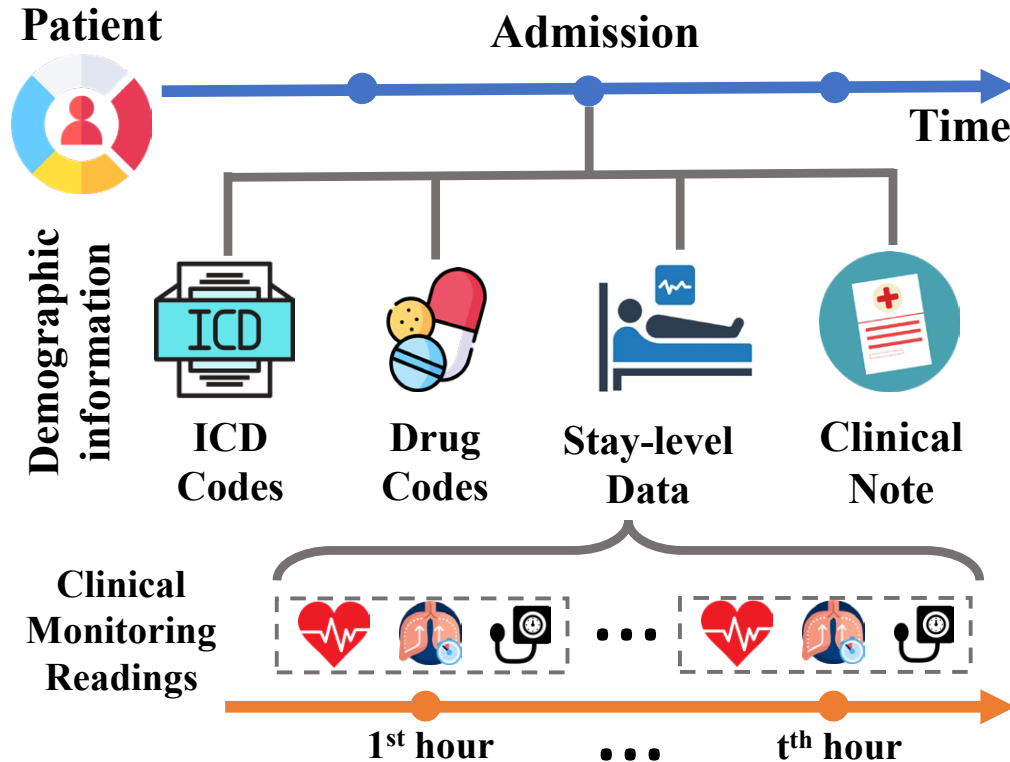 Patient
Admission
Time
Demographic
information
ICD
ICD
Codes
Drug
Codes
Stay-level
Data
Clinical
Note
Clinical
Monitoring
Readings
...
1st hour
...
tth hour